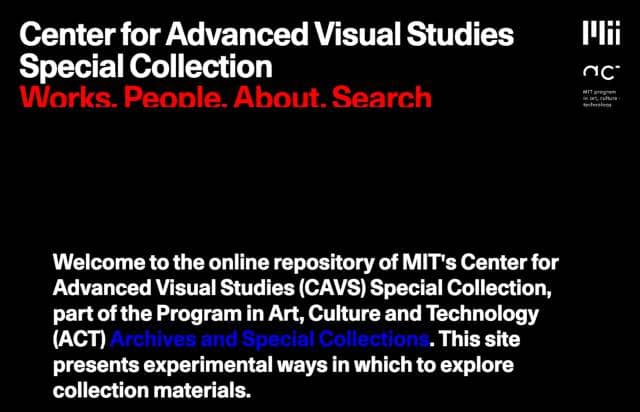 Center for Advanced Visual Studies
Special Collection
Works. People. About. Search
MIT program
in art, culture +
technology
Welcome to the online repository of MIT's Center for
Advanced Visual Studies (CAVS) Special Collection,
part of the Program in Art, Culture and Technology
(ACT) Archives and Special Collections. This site
presents experimental ways in which to explore
collection materials.